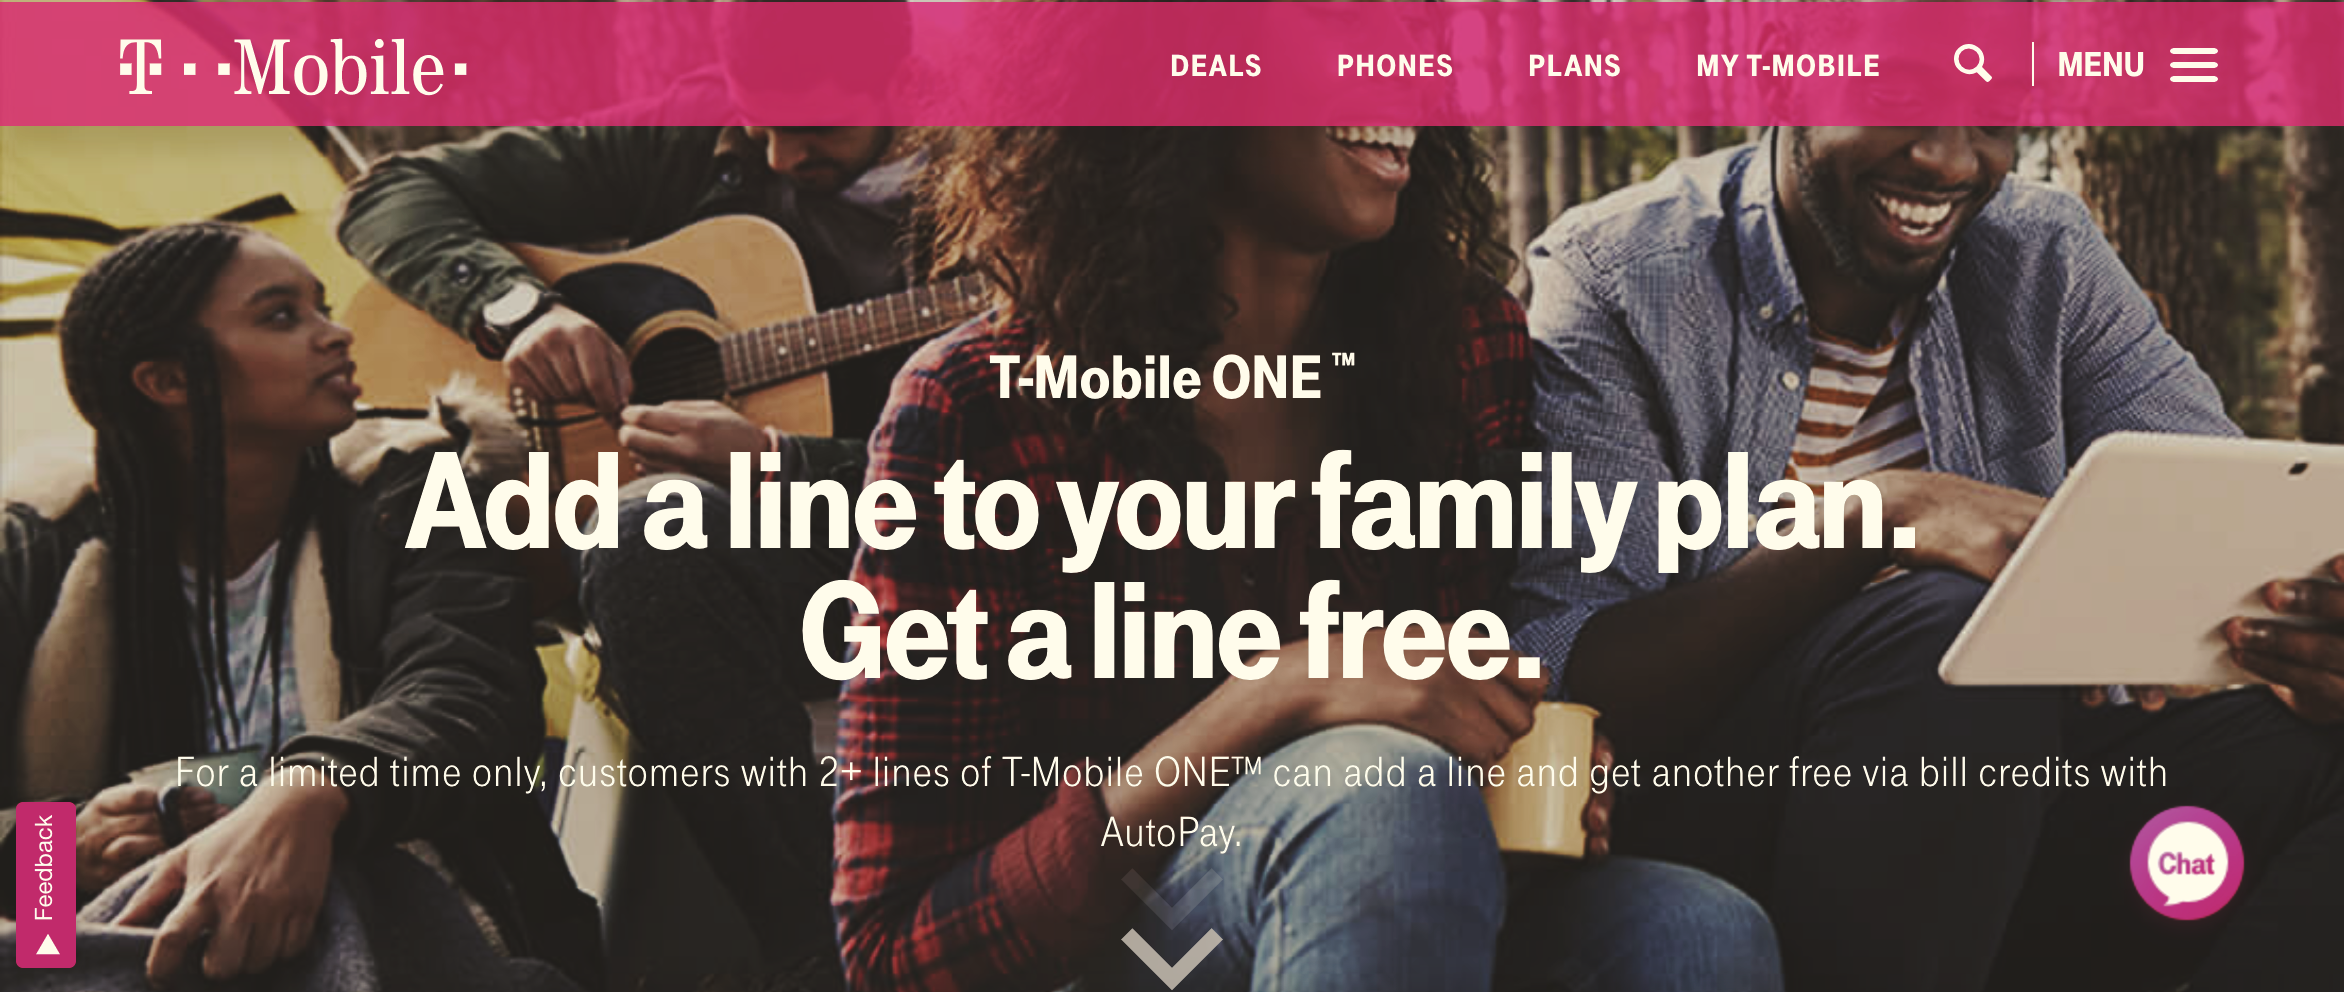 T··Mobile·
DEALS PHONES PLANS MY T-MOBILE MENU
T-Mobile ONE™
Add a line to your family plan.
Get a line free.
For a limited time only, customers with 2+ lines of T-Mobile ONE™ can add a line and get another free via bill credits with
AutoPay.
Feedback
Chat